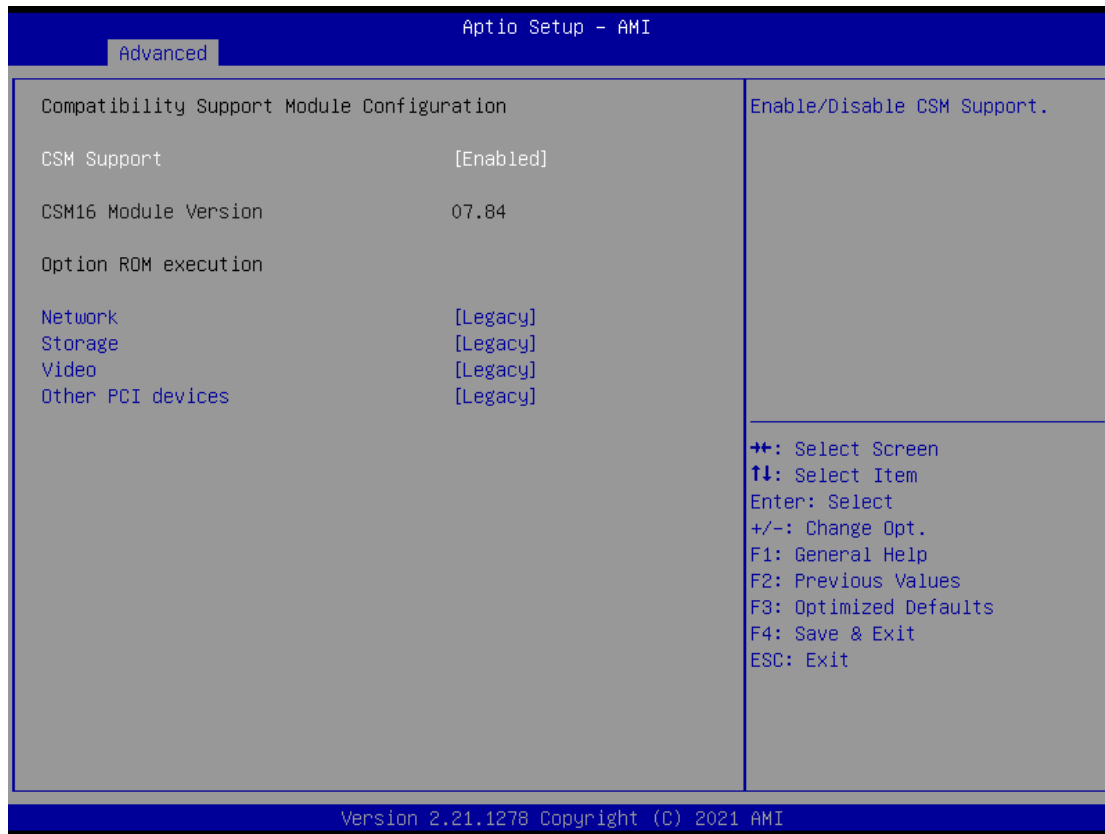 Aptio Setup – AMI
Advanced
Compatibility Support Module Configuration
CSM Support [Enabled]
CSM16 Module Version 07.84
Option ROM execution
Network [Legacy]
Storage [Legacy]
Video [Legacy]
Other PCI devices [Legacy]
Enable/Disable CSM Support.
→←: Select Screen
↑↓: Select Item
Enter: Select
+/-: Change Opt.
F1: General Help
F2: Previous Values
F3: Optimized Defaults
F4: Save & Exit
ESC: Exit
Version 2.21.1278 Copyright (C) 2021 AMI